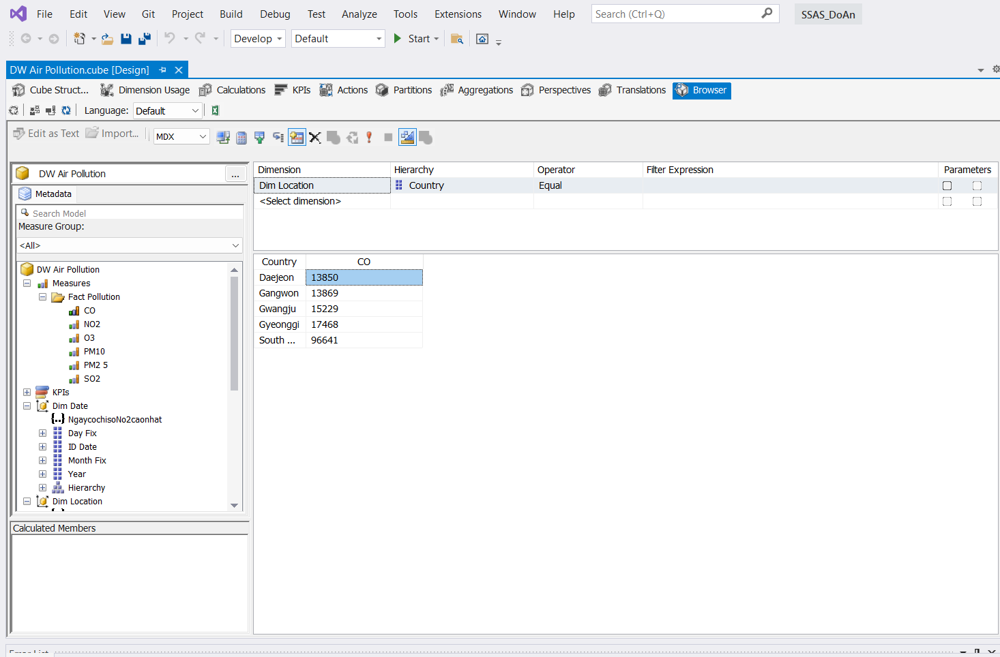 File Edit View Git Project Build Debug Test Analyze Tools Extensions Window Help Search (Ctrl+Q) SSAS_DoAn
Develop Default Start
DW Air Pollution.cube [Design]
Cube Struct... Dimension Usage Calculations KPIs Actions Partitions Aggregations Perspectives Translations Browser
Language: Default
Edit as Text Import... MDX
DW Air Pollution ...
Metadata
Search Model
Measure Group:
<All>
DW Air Pollution
Measures
Fact Pollution
CO
NO2
O3
PM10
PM2 5
SO2
KPIs
Dim Date
NgaycochisoNo2caonhat
Day Fix
ID Date
Month Fix
Year
Hierarchy
Dim Location
Calculated Members
Dimension Hierarchy Operator Filter Expression Parameters
Dim Location Country Equal
<Select dimension>
Country CO
Daejeon 13850
Gangwon 13869
Gwangju 15229
Gyeonggi 17468
South ... 96641
Error List